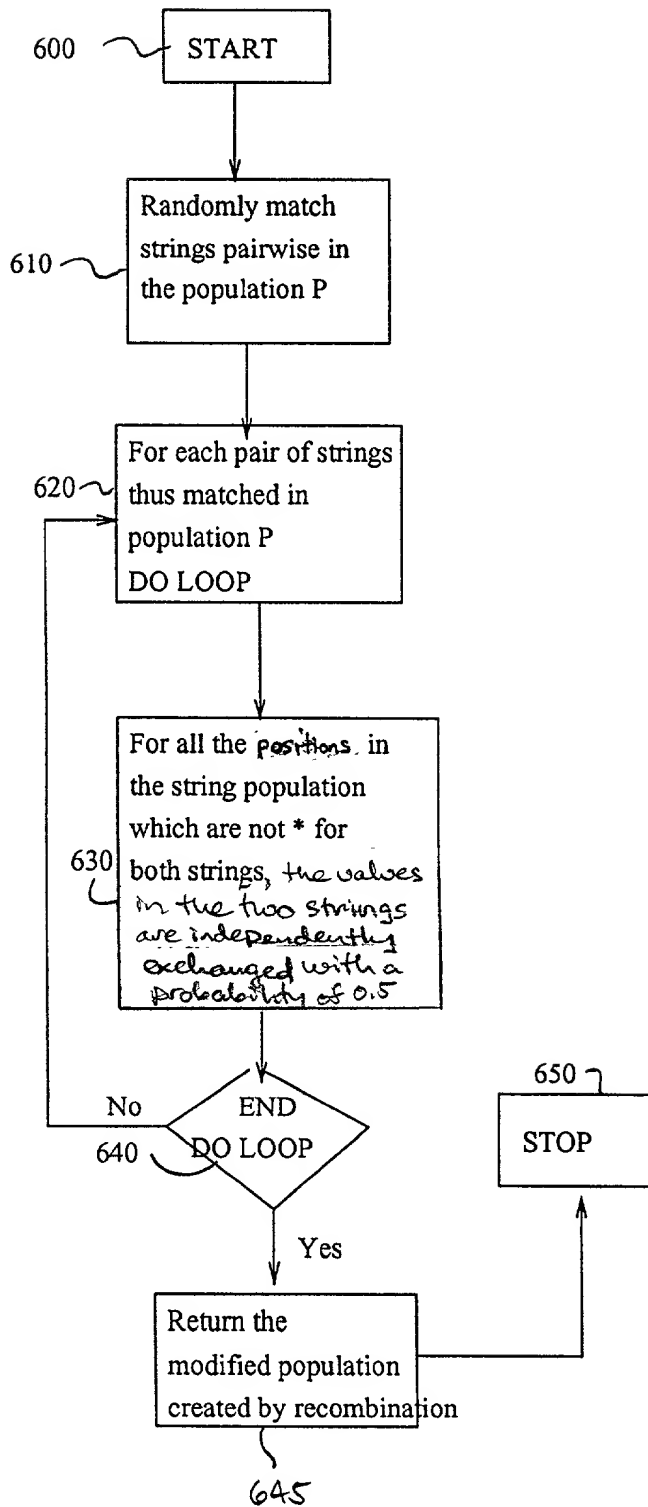 600
START
Randomly match
strings pairwise in
the population P
610
For each pair of strings
thus matched in
population P
DO LOOP
620
For all the positions in
the string population
which are not * for
both strings, the values
in the two strings
are independently
exchanged with a
probability of 0.5
630
No
END
DO LOOP
640
Yes
650
STOP
Return the
modified population
created by recombination
645